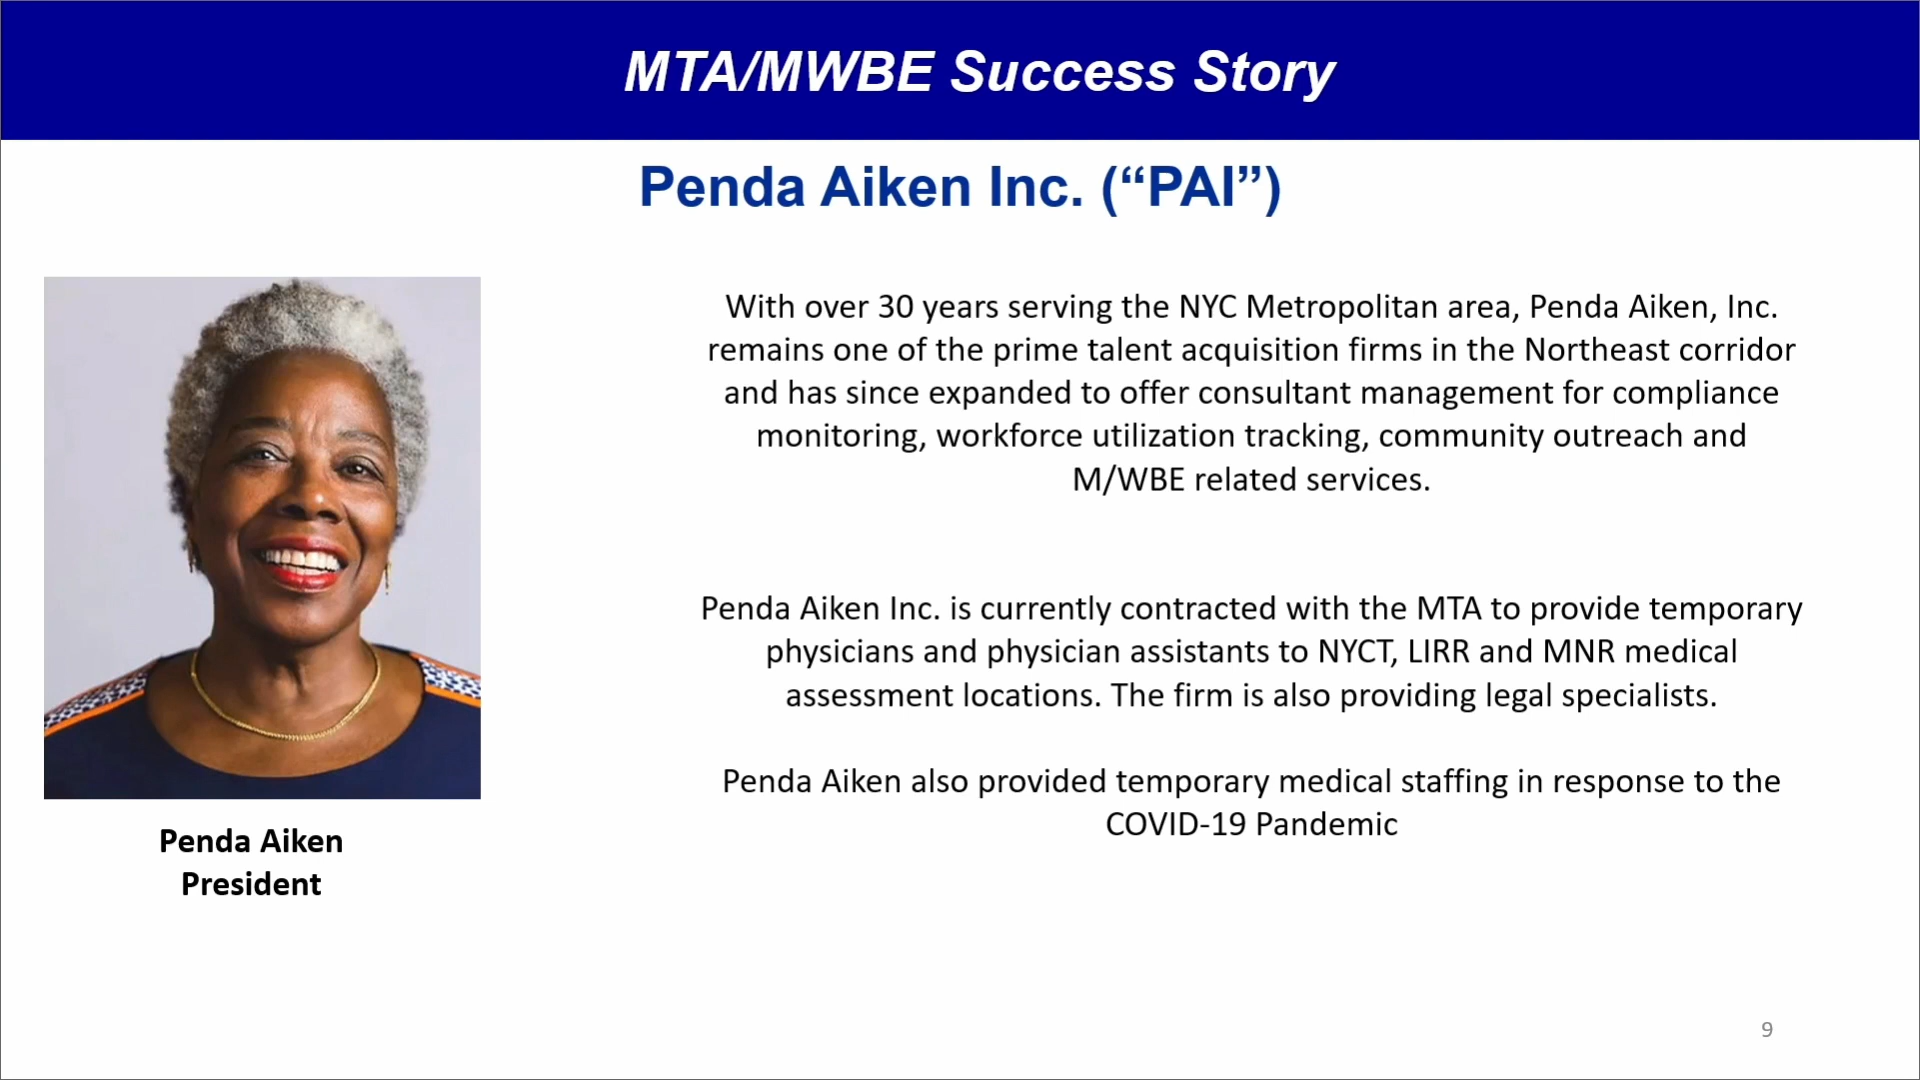 MTA/MWBE Success Story
Penda Aiken Inc. (“PAI”)
With over 30 years serving the NYC Metropolitan area, Penda Aiken, Inc.
remains one of the prime talent acquisition firms in the Northeast corridor
and has since expanded to offer consultant management for compliance
monitoring, workforce utilization tracking, community outreach and
M/WBE related services.
Penda Aiken Inc. is currently contracted with the MTA to provide temporary
physicians and physician assistants to NYCT, LIRR and MNR medical
assessment locations. The firm is also providing legal specialists.
Penda Aiken also provided temporary medical staffing in response to the
COVID-19 Pandemic
Penda Aiken
President
9